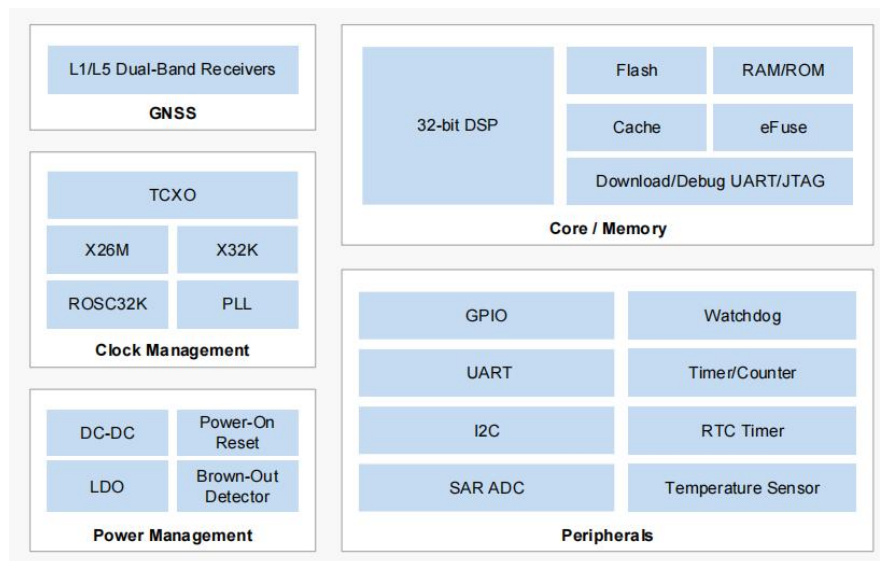 L1/L5 Dual-Band Receivers
GNSS
TCXO
X26M
X32K
ROSC32K
PLL
Clock Management
DC-DC
Power-On
Reset
LDO
Brown-Out
Detector
Power Management
32-bit DSP
Flash
RAM/ROM
Cache
eFuse
Download/Debug UART/JTAG
Core / Memory
GPIO
Watchdog
UART
Timer/Counter
I2C
RTC Timer
SAR ADC
Temperature Sensor
Peripherals